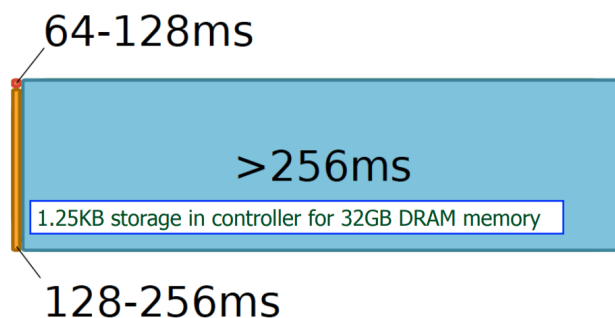 64-128ms
>256ms
1.25KB storage in controller for 32GB DRAM memory
128-256ms